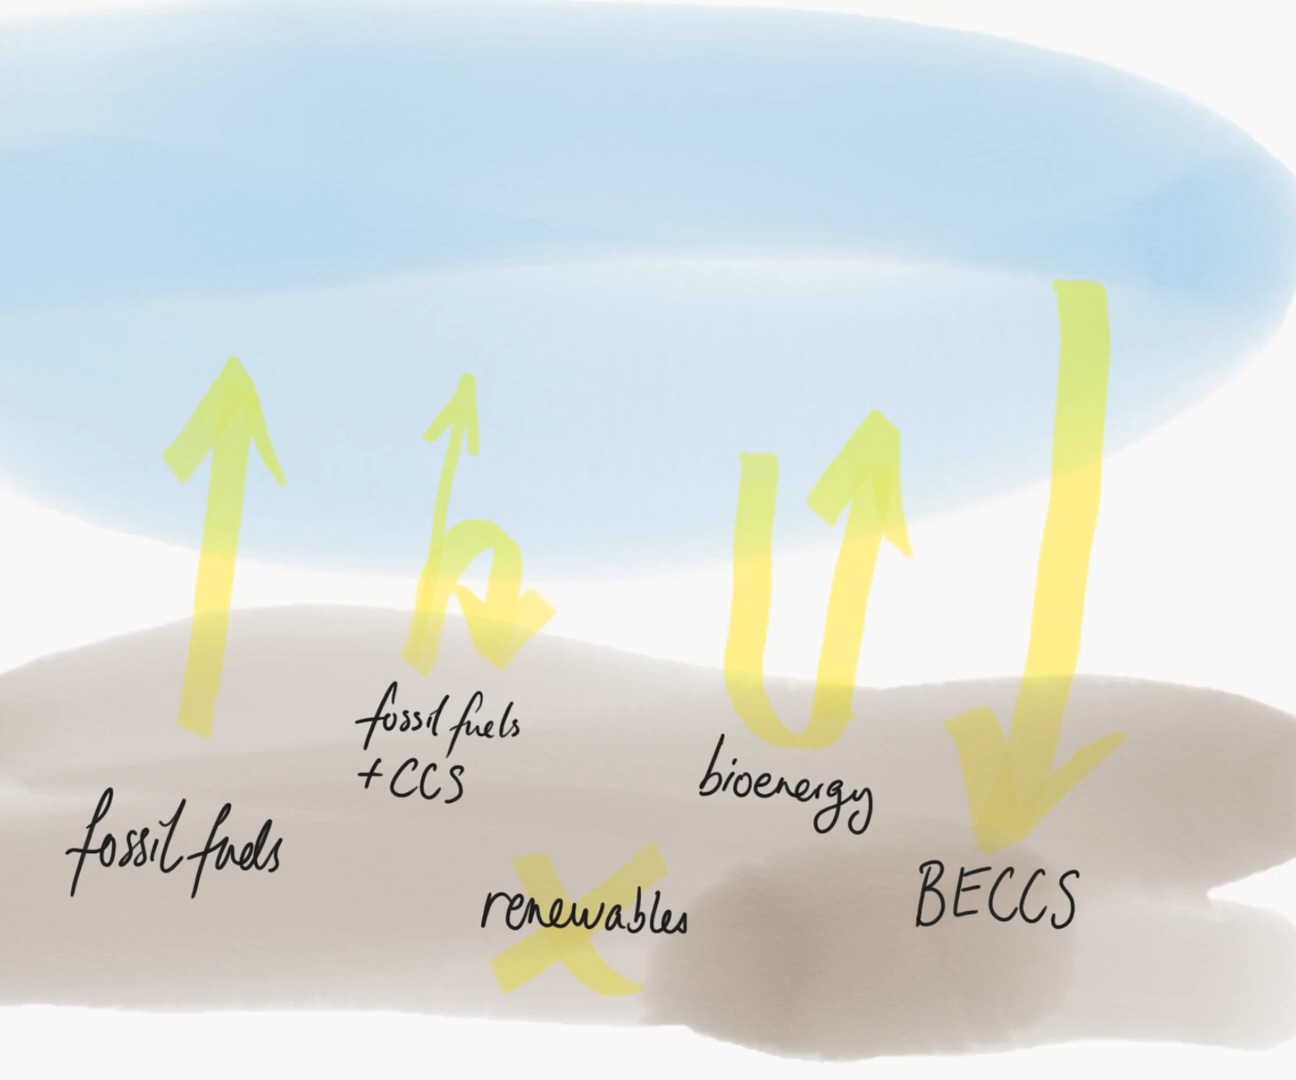 fossil fuels
fossil fuels
+ CCS
renewables
bioenergy
BECCS